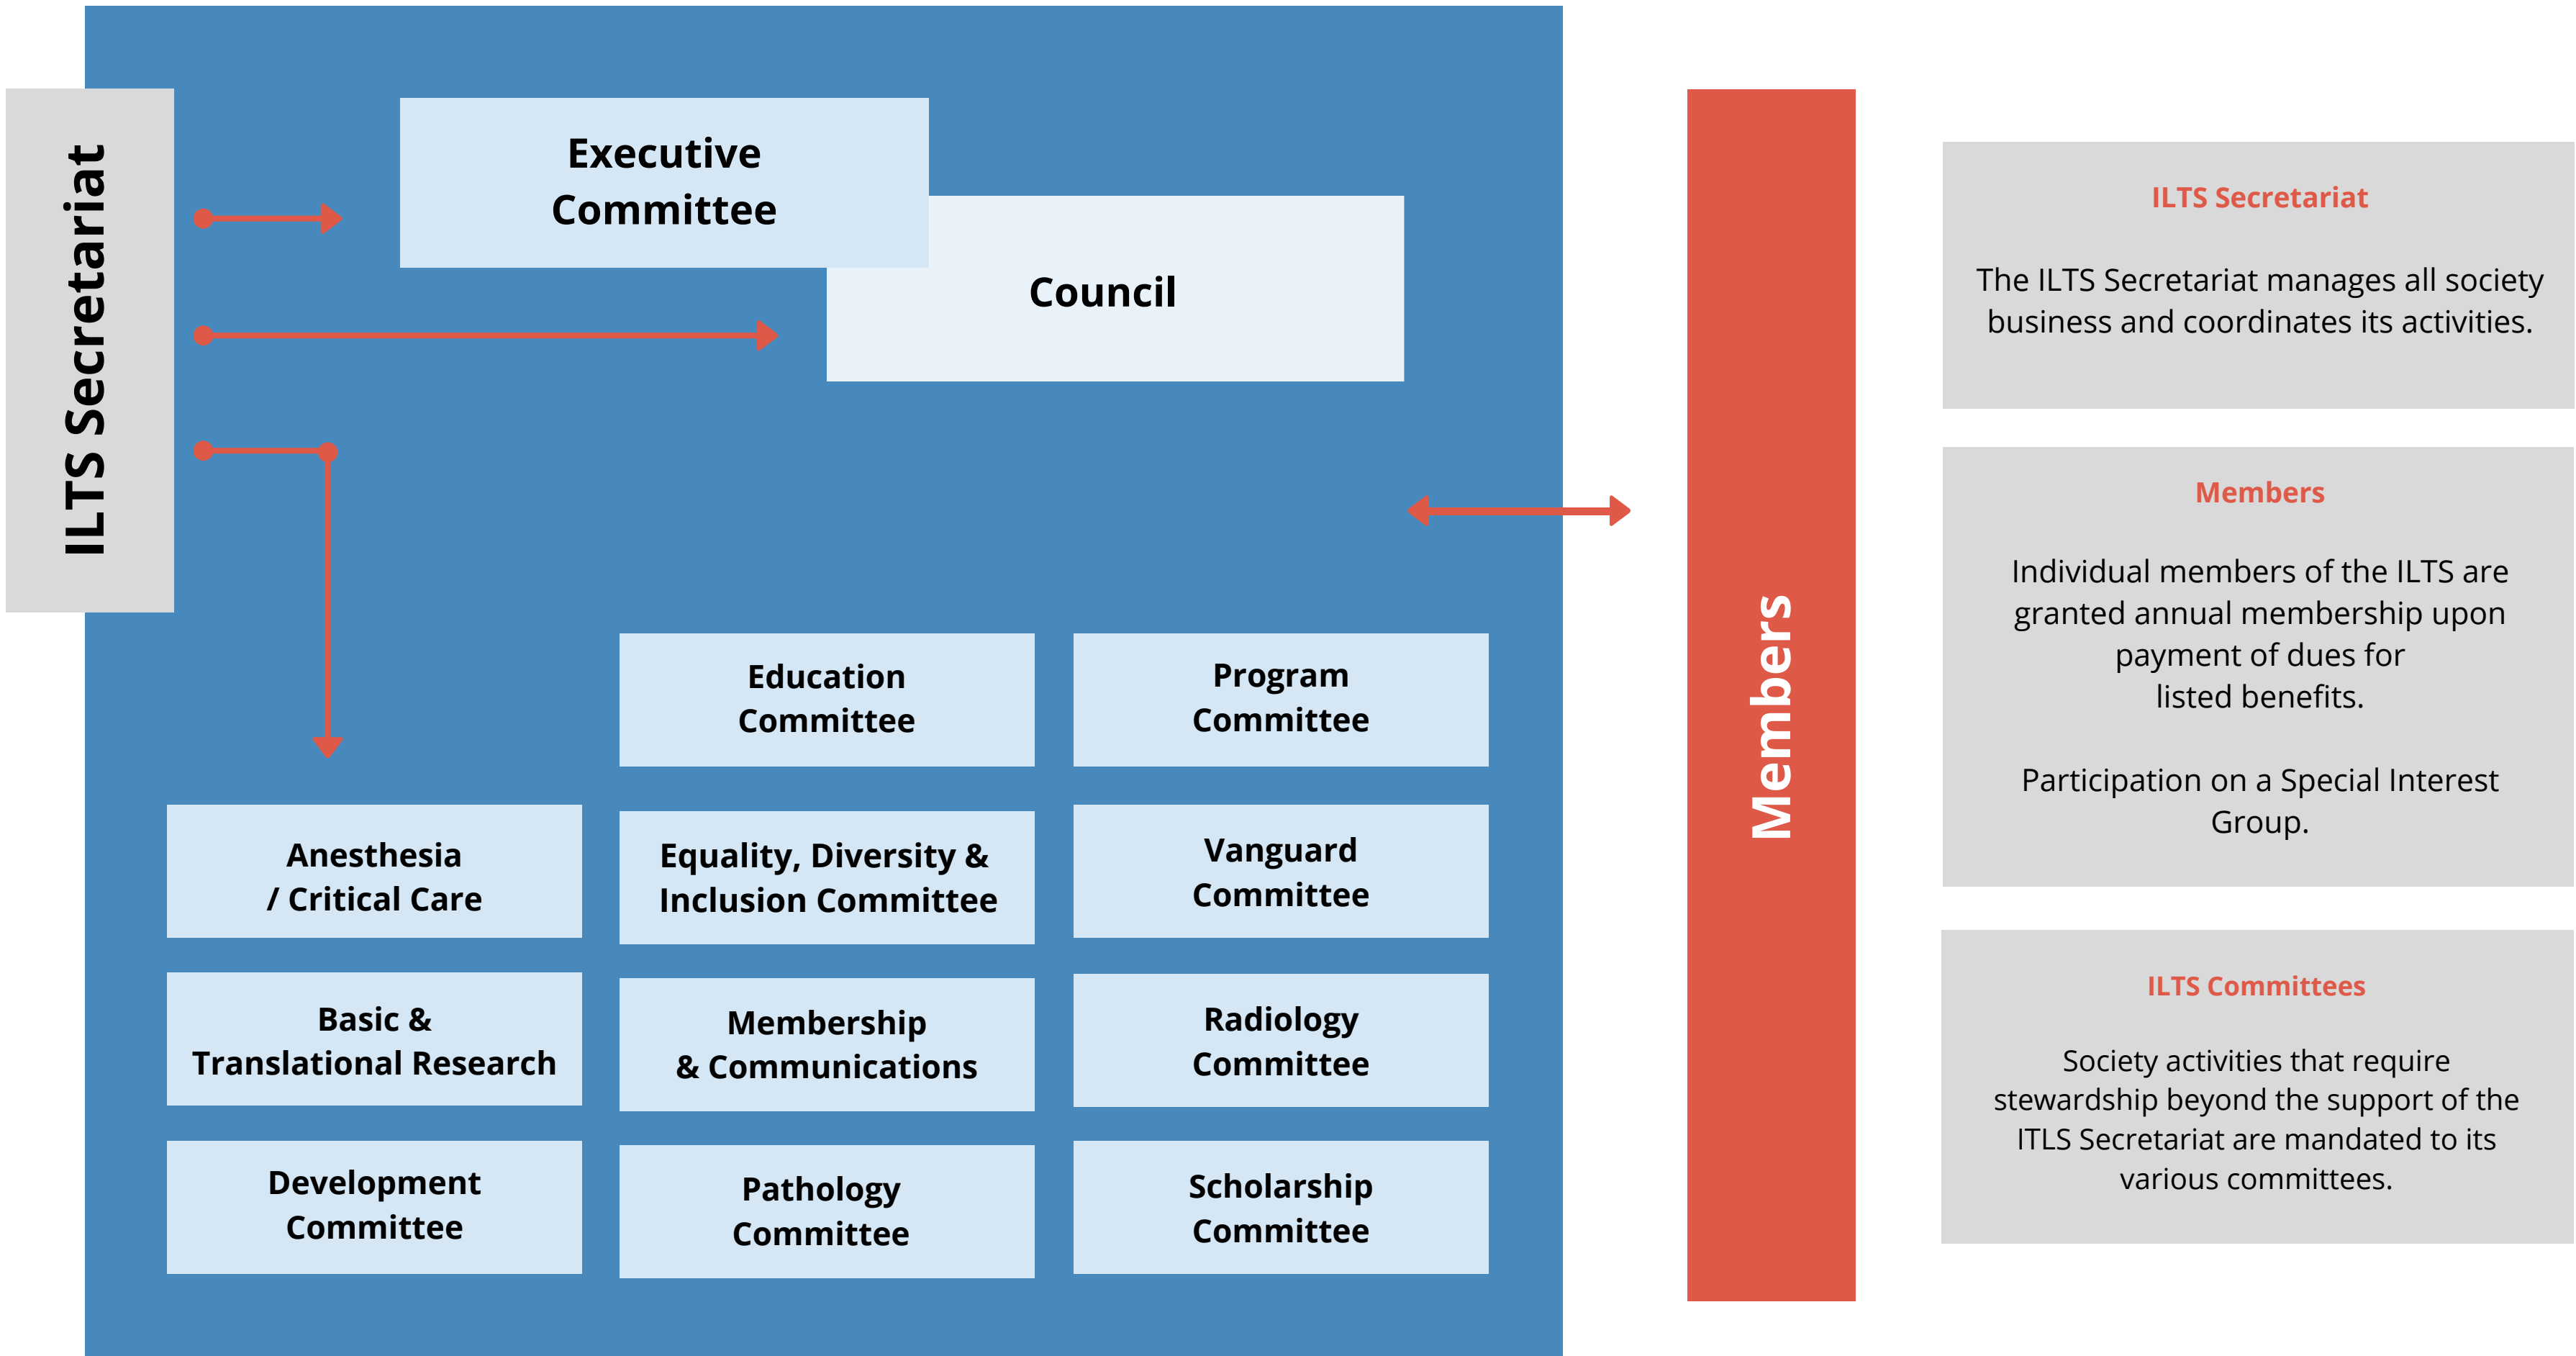 ILTS Secretariat
Executive
Committee
Council
Education
Committee
Program
Committee
Anesthesia
/ Critical Care
Equality, Diversity &
Inclusion Committee
Vanguard
Committee
Basic &
Translational Research
Membership
& Communications
Radiology
Committee
Development
Committee
Pathology
Committee
Scholarship
Committee
Members
ILTS Secretariat
The ILTS Secretariat manages all society
business and coordinates its activities.
Members
Individual members of the ILTS are
granted annual membership upon
payment of dues for
listed benefits.
Participation on a Special Interest
Group.
ILTS Committees
Society activities that require
stewardship beyond the support of the
ITLS Secretariat are mandated to its
various committees.